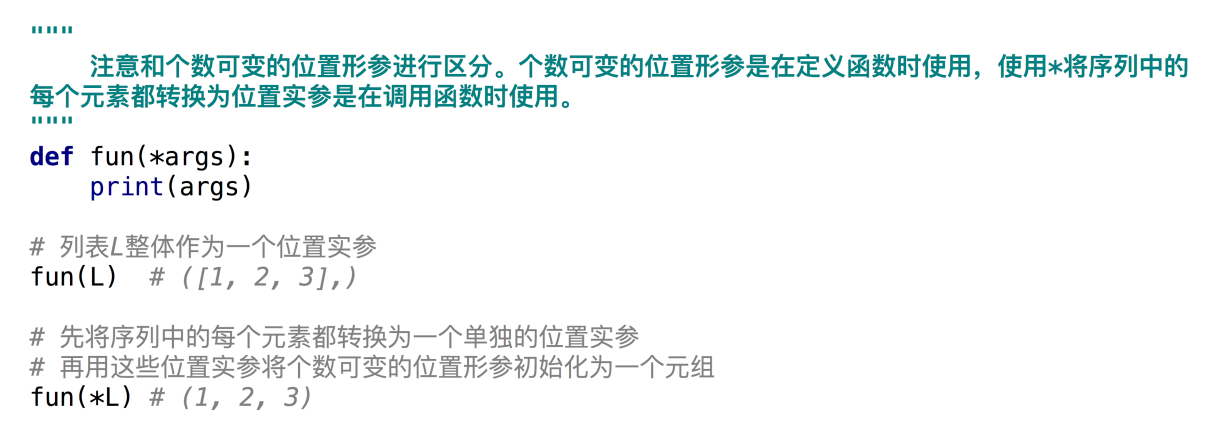 """
    注意和个数可变的位置形参进行区分。个数可变的位置形参是在定义函数时使用，使用*将序列中的
每个元素都转换为位置实参是在调用函数时使用。
"""
def fun(*args):
    print(args)

# 列表L整体作为一个位置实参
fun(L)  # ([1, 2, 3],)

# 先将序列中的每个元素都转换为一个单独的位置实参
# 再用这些位置实参将个数可变的位置形参初始化为一个元组
fun(*L) # (1, 2, 3)